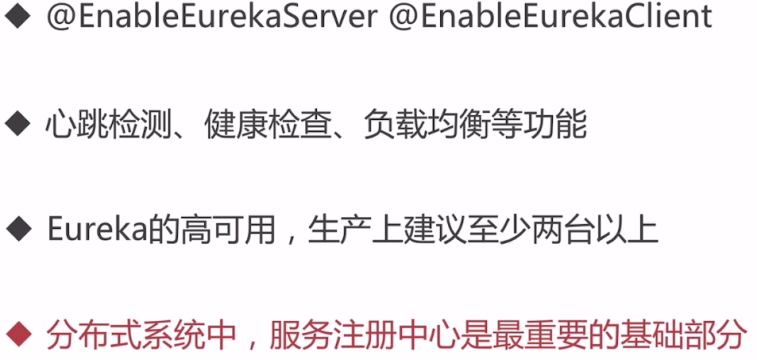 ◆ @EnableEurekaServer @EnableEurekaClient
◆ 心跳检测、健康检查、负载均衡等功能
◆ Eureka的高可用，生产上建议至少两台以上
◆ 分布式系统中，服务注册中心是最重要的基础部分